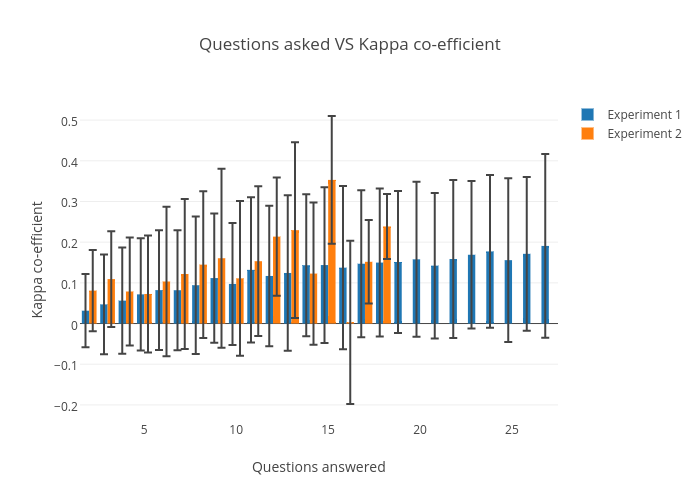 Questions asked VS Kappa co-efficient
Experiment 1
Experiment 2
0.5
0.4
0.3
0.2
0.1
0
−0.1
−0.2
Kappa co-efficient
5
10
15
20
25
Questions answered